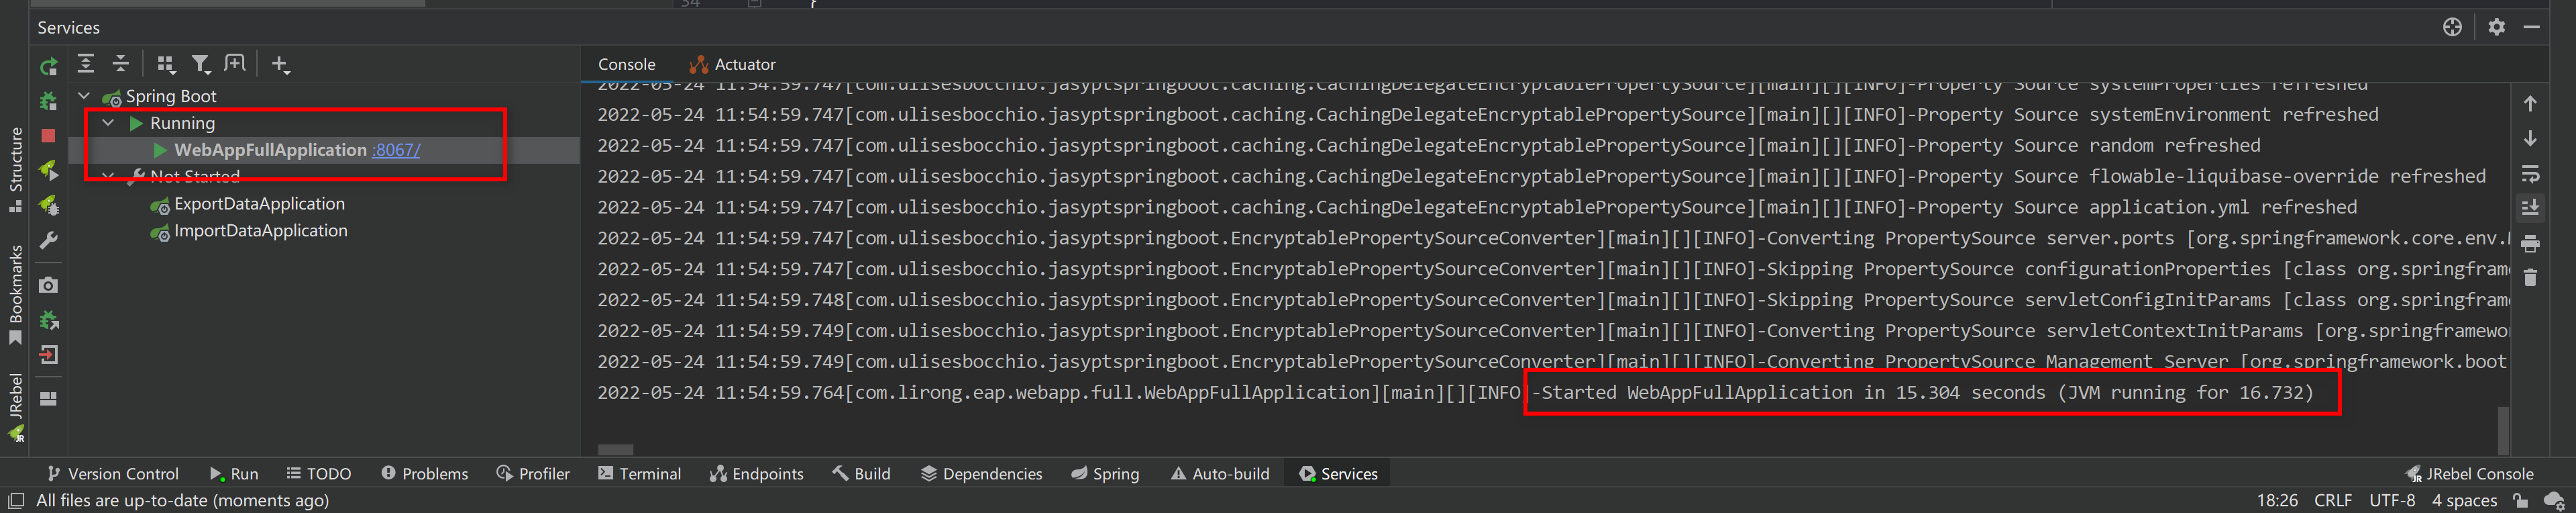 34 }
Services
Console
Actuator
Spring Boot
Running
WebAppFullApplication :8067/
Not Started
ExportDataApplication
ImportDataApplication
2022-05-24 11:54:59.747[com.ulisesbocchio.jasyptspringboot.caching.CachingDelegateEncryptablePropertySource][main][][INFO]-Property Source systemProperties refreshed
2022-05-24 11:54:59.747[com.ulisesbocchio.jasyptspringboot.caching.CachingDelegateEncryptablePropertySource][main][][INFO]-Property Source systemEnvironment refreshed
2022-05-24 11:54:59.747[com.ulisesbocchio.jasyptspringboot.caching.CachingDelegateEncryptablePropertySource][main][][INFO]-Property Source random refreshed
2022-05-24 11:54:59.747[com.ulisesbocchio.jasyptspringboot.caching.CachingDelegateEncryptablePropertySource][main][][INFO]-Property Source flowable-liquibase-override refreshed
2022-05-24 11:54:59.747[com.ulisesbocchio.jasyptspringboot.caching.CachingDelegateEncryptablePropertySource][main][][INFO]-Property Source application.yml refreshed
2022-05-24 11:54:59.747[com.ulisesbocchio.jasyptspringboot.EncryptablePropertySourceConverter][main][][INFO]-Converting PropertySource server.ports [org.springframework.core.env.
2022-05-24 11:54:59.747[com.ulisesbocchio.jasyptspringboot.EncryptablePropertySourceConverter][main][][INFO]-Skipping PropertySource configurationProperties [class org.springfram
2022-05-24 11:54:59.748[com.ulisesbocchio.jasyptspringboot.EncryptablePropertySourceConverter][main][][INFO]-Skipping PropertySource servletConfigInitParams [class org.springfram
2022-05-24 11:54:59.749[com.ulisesbocchio.jasyptspringboot.EncryptablePropertySourceConverter][main][][INFO]-Converting PropertySource servletContextInitParams [org.springframewo
2022-05-24 11:54:59.749[com.ulisesbocchio.jasyptspringboot.EncryptablePropertySourceConverter][main][][INFO]-Converting PropertySource Management Server [org.springframework.boot
2022-05-24 11:54:59.764[com.lirong.eap.webapp.full.WebAppFullApplication][main][][INFO]-Started WebAppFullApplication in 15.304 seconds (JVM running for 16.732)
Structure
Bookmarks
JRebel
Version Control
Run
TODO
Problems
Profiler
Terminal
Endpoints
Build
Dependencies
Spring
Auto-build
Services
JRebel Console
All files are up-to-date (moments ago)
18:26 CRLF UTF-8 4 spaces